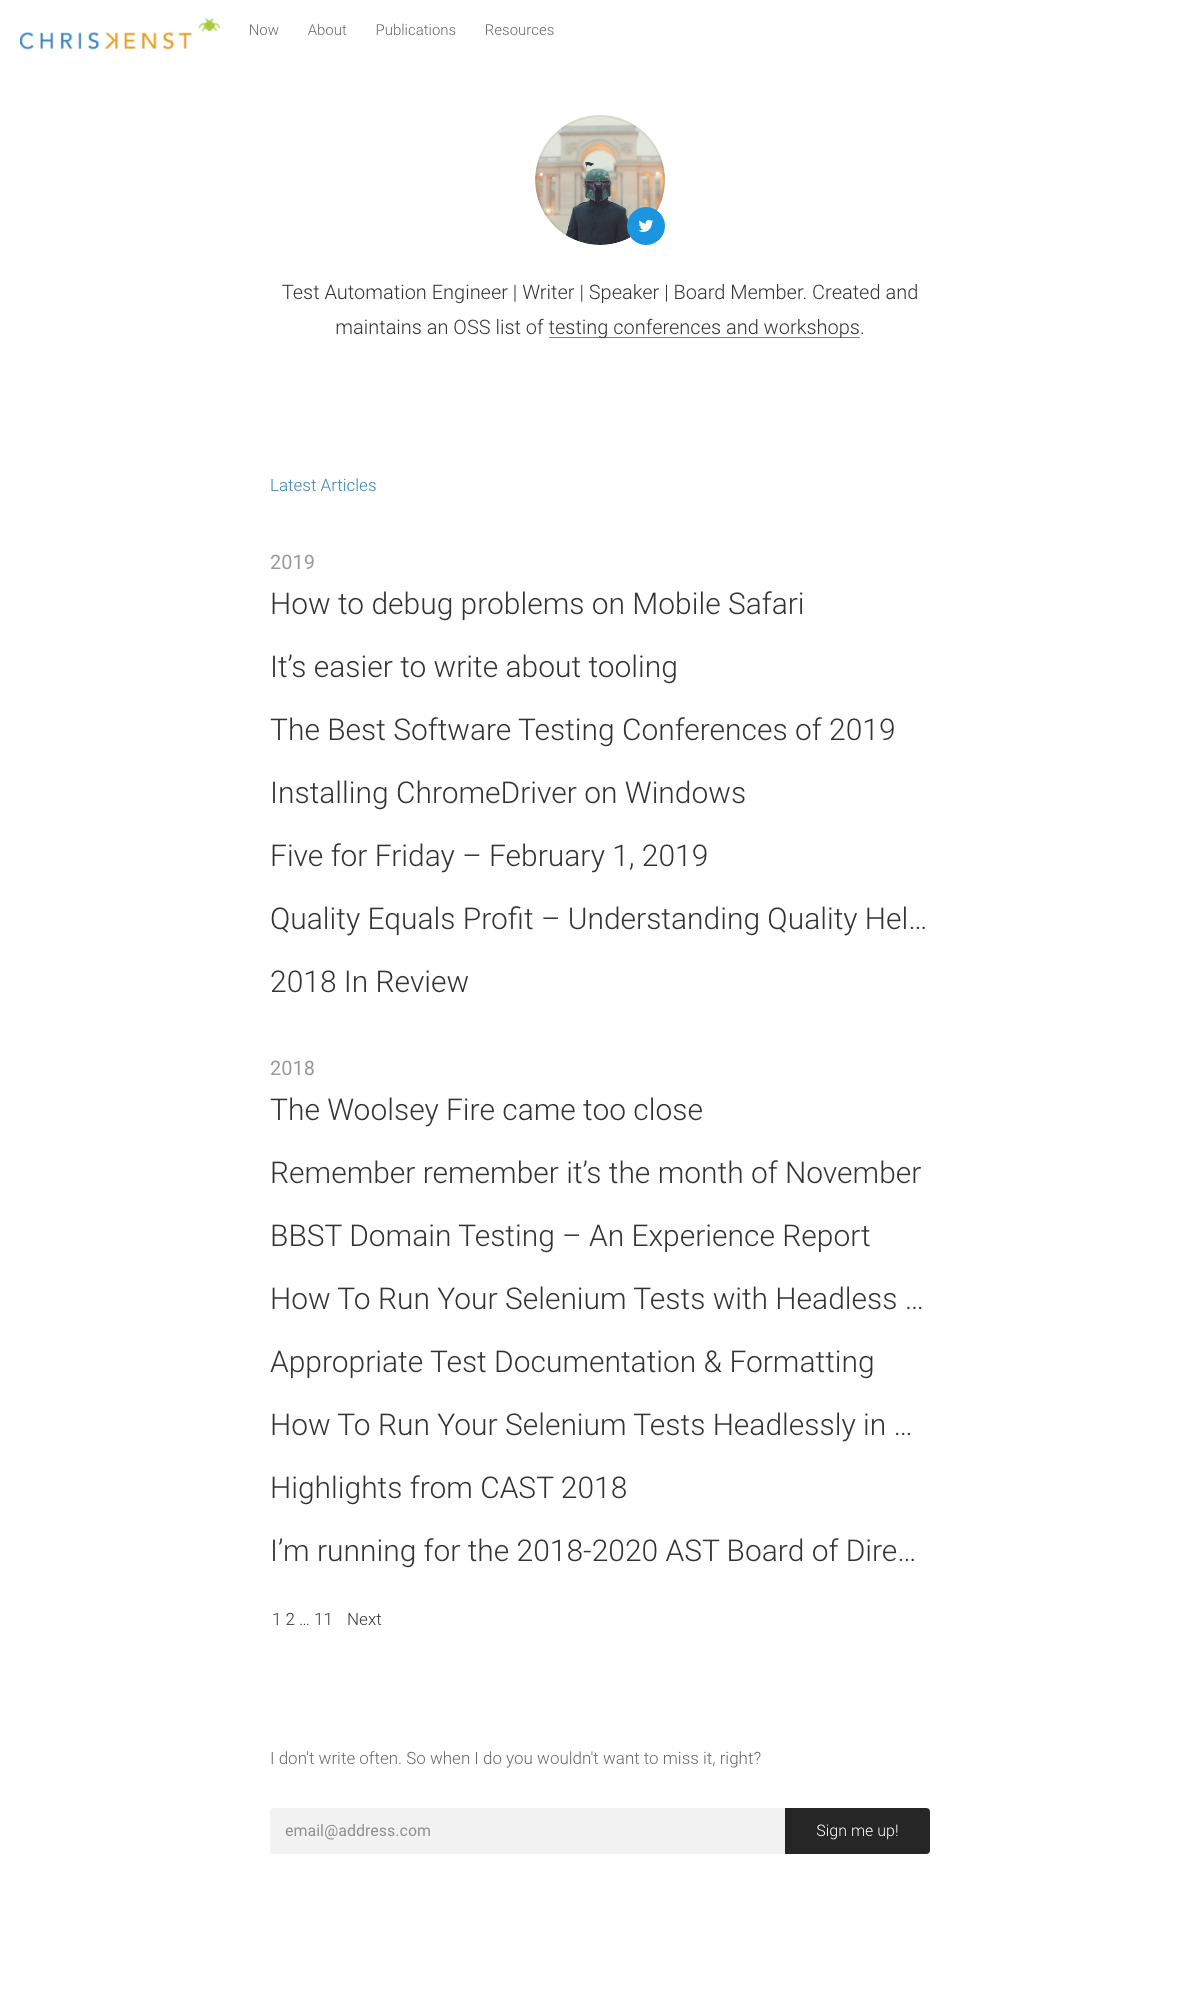 CHRISKENST
Now About Publications Resources
Test Automation Engineer | Writer | Speaker | Board Member. Created and
maintains an OSS list of testing conferences and workshops.
Latest Articles
2019
How to debug problems on Mobile Safari
It’s easier to write about tooling
The Best Software Testing Conferences of 2019
Installing ChromeDriver on Windows
Five for Friday – February 1, 2019
Quality Equals Profit – Understanding Quality Hel...
2018 In Review
2018
The Woolsey Fire came too close
Remember remember it’s the month of November
BBST Domain Testing – An Experience Report
How To Run Your Selenium Tests with Headless ...
Appropriate Test Documentation & Formatting
How To Run Your Selenium Tests Headlessly in ...
Highlights from CAST 2018
I’m running for the 2018-2020 AST Board of Dire...
1 2 ... 11 Next
I don't write often. So when I do you wouldn't want to miss it, right?
email@address.com Sign me up!